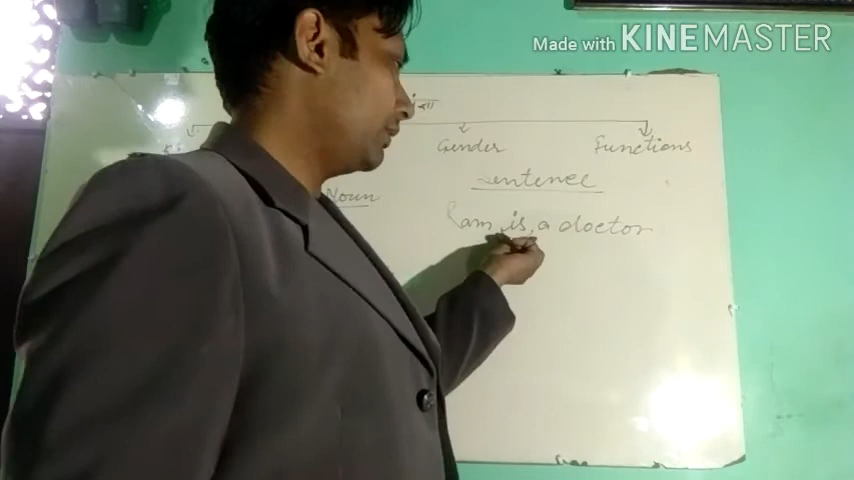 Made with KINEMASTER
Gender Functions
Sentence
Noun
Ram is a doctor